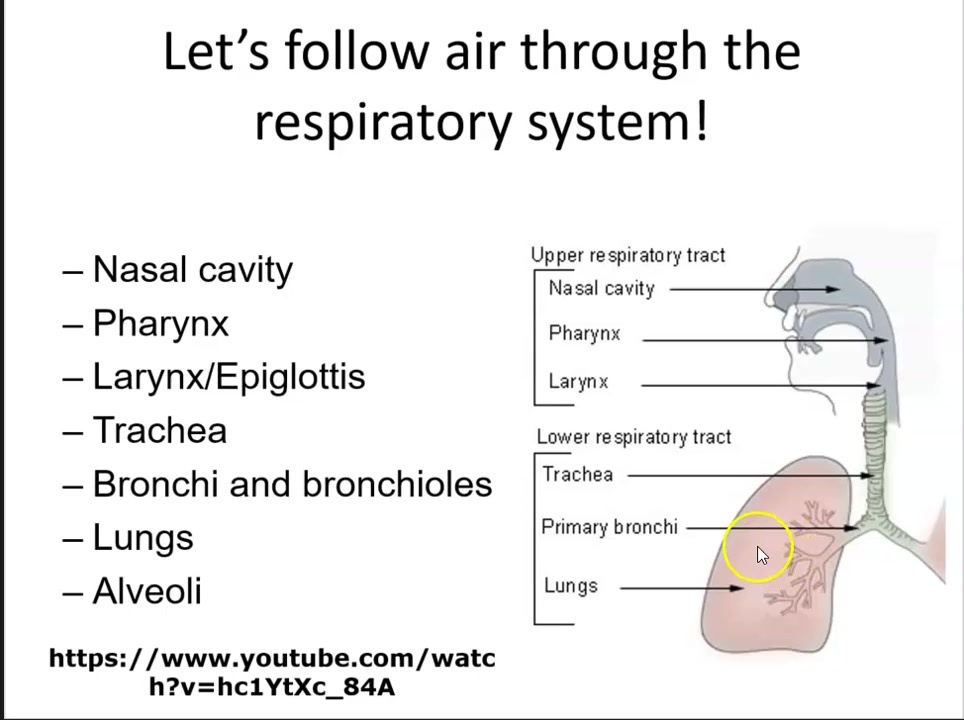 Let’s follow air through the
respiratory system!
– Nasal cavity
– Pharynx
– Larynx/Epiglottis
– Trachea
– Bronchi and bronchioles
– Lungs
– Alveoli
https://www.youtube.com/watc
h?v=hc1YtXc_84A
Upper respiratory tract
Nasal cavity
Pharynx
Larynx
Lower respiratory tract
Trachea
Primary bronchi
Lungs